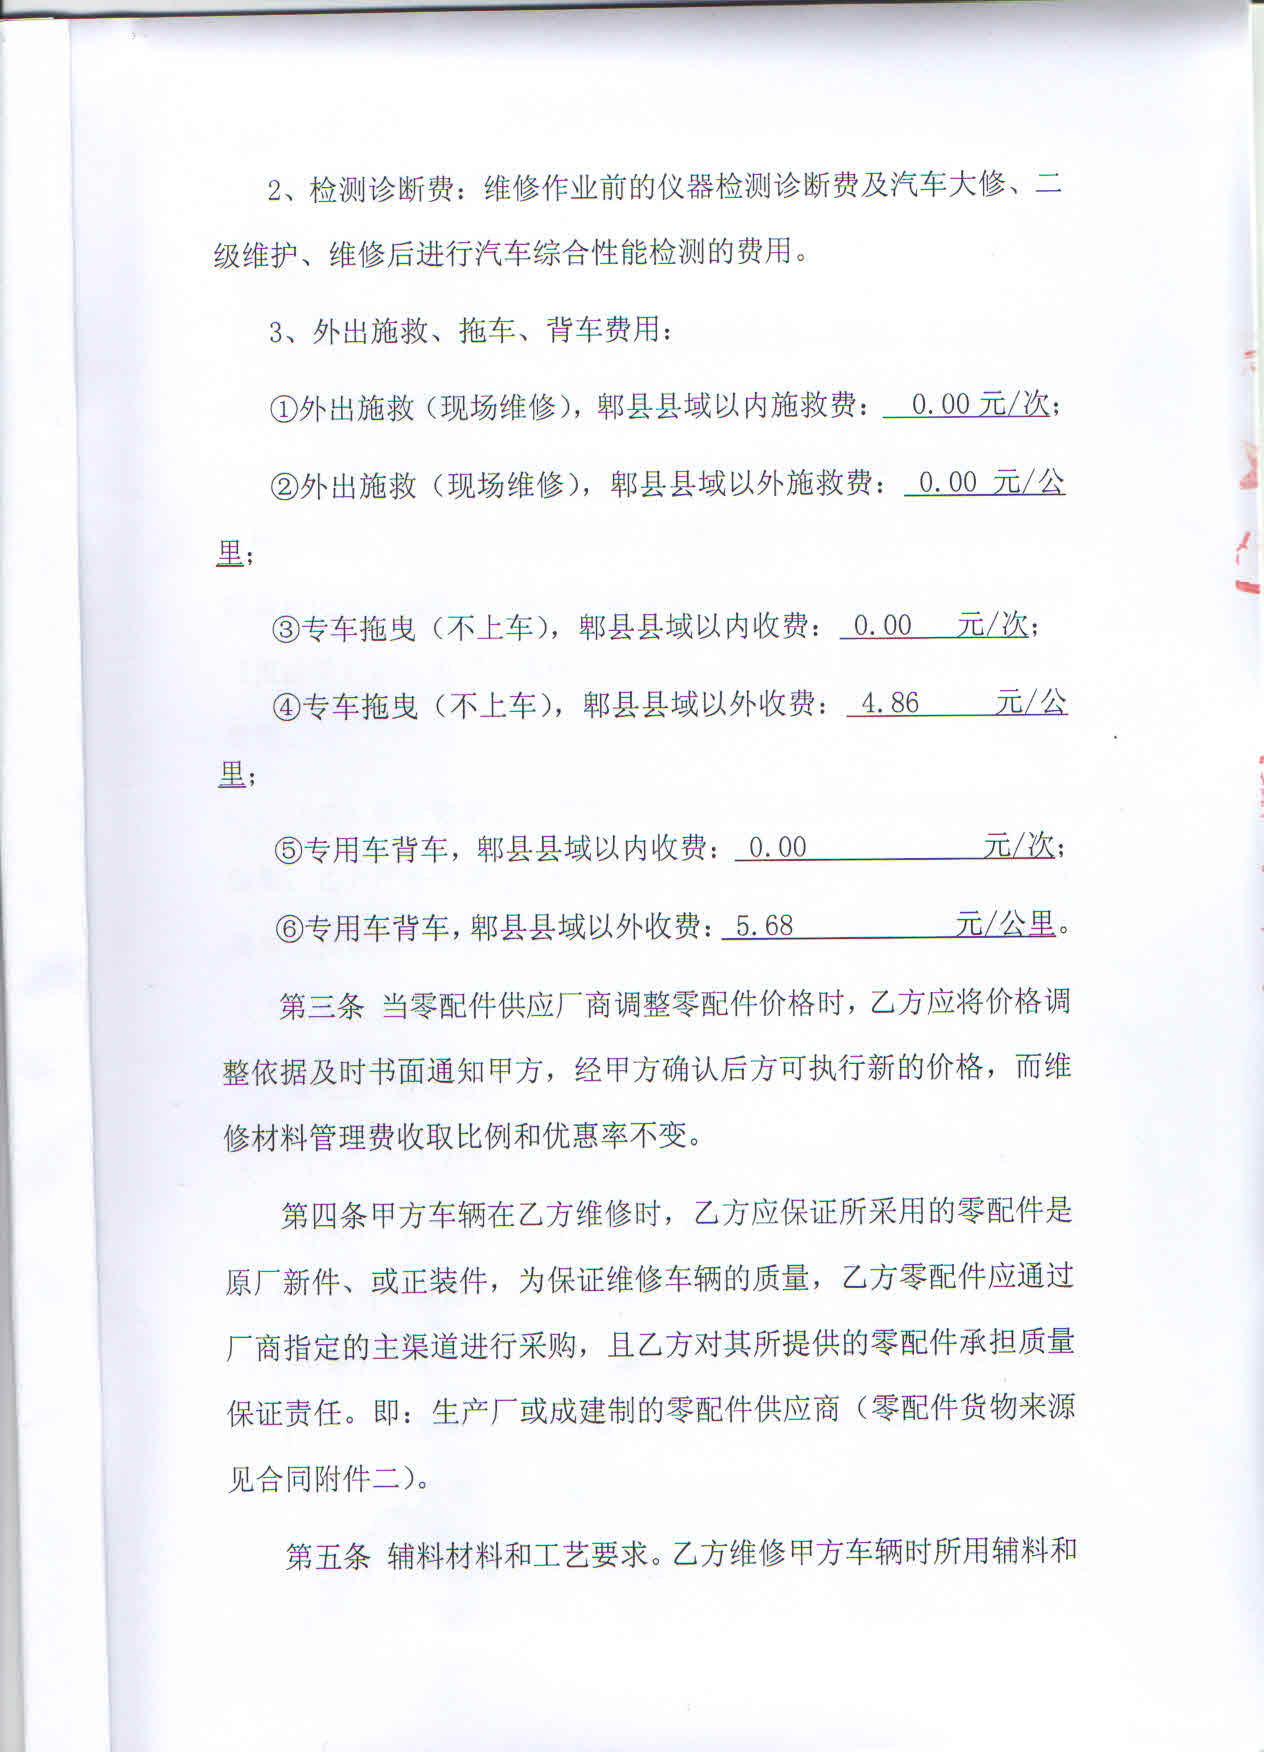 2、检测诊断费：维修作业前的仪器检测诊断费及汽车大修、二
级维护、维修后进行汽车综合性能检测的费用。
3、外出施救、拖车、背车费用：
①外出施救（现场维修），郫县县域以内施救费： 0.00 元/次；
②外出施救（现场维修），郫县县域以外施救费： 0.00 元/公
里；
③专车拖曳（不上车），郫县县域以内收费： 0.00 元/次；
④专车拖曳（不上车），郫县县域以外收费： 4.86 元/公
里；
⑤专用车背车，郫县县域以内收费： 0.00 元/次；
⑥专用车背车，郫县县域以外收费： 5.68 元/公里。
第三条 当零配件供应厂商调整零配件价格时，乙方应将价格调
整依据及时书面通知甲方，经甲方确认后方可执行新的价格，而维
修材料管理费收取比例和优惠率不变。
第四条甲方车辆在乙方维修时，乙方应保证所采用的零配件是
原厂新件、或正装件，为保证维修车辆的质量，乙方零配件应通过
厂商指定的主渠道进行采购，且乙方对其所提供的零配件承担质量
保证责任。即：生产厂或成建制的零配件供应商（零配件货物来源
见合同附件二）。
第五条 辅料材料和工艺要求。乙方维修甲方车辆时所用辅料和